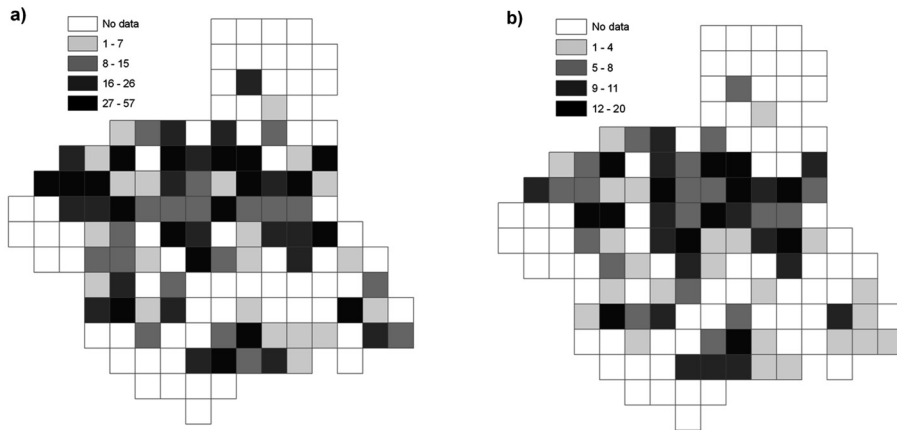 a)
No data
1 - 7
8 - 15
16 - 26
27 - 57
b)
No data
1 - 4
5 - 8
9 - 11
12 - 20